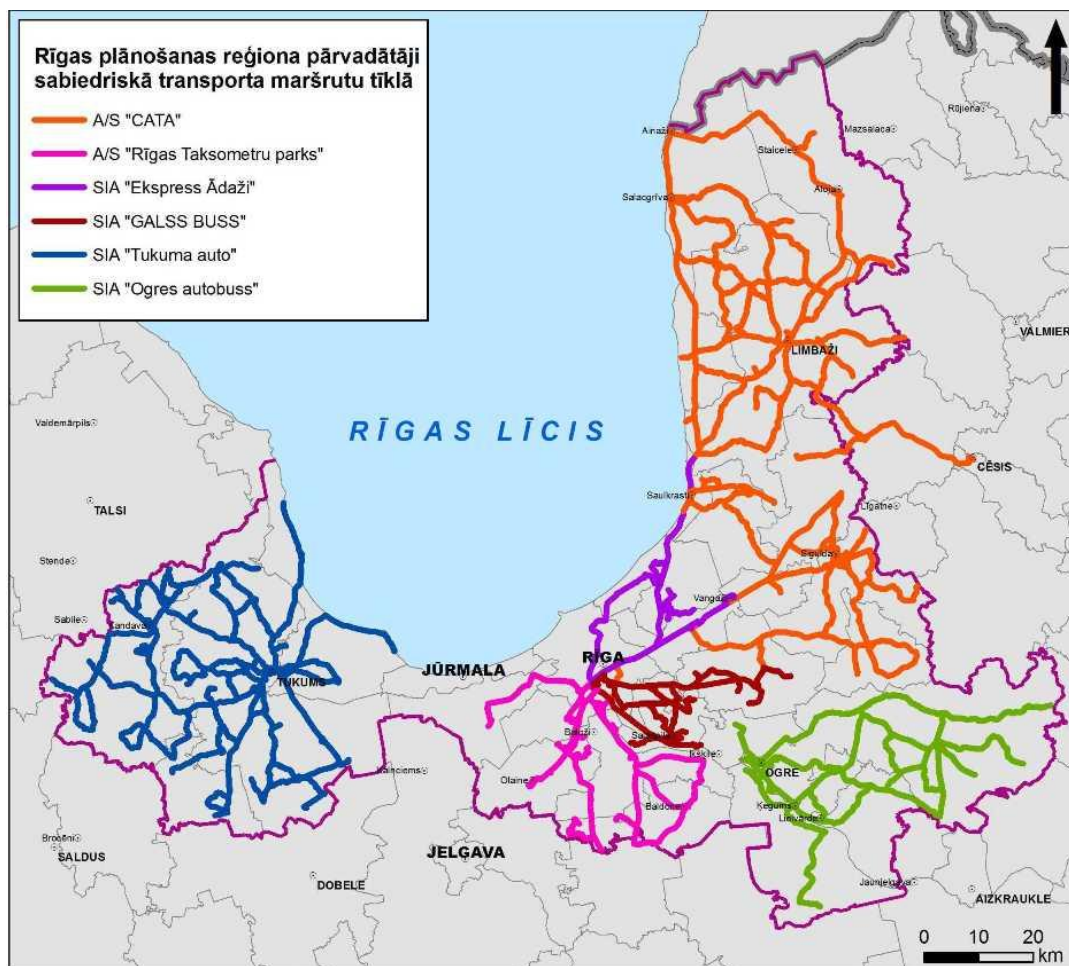 Rīgas plānošanas reģiona pārvadātāji
sabiedriskā transporta maršrutu tīklā
A/S "CATA"
A/S "Rīgas Taksometru parks"
SIA "Ekspress Ādaži"
SIA "GALSS BUSS"
SIA "Tukuma auto"
SIA "Ogres autobuss"
Rūjiena
Ainaži
Mazsalaca
Staicele
Aloja
Salacgrīva
VALMIER
LIMBAŽI
Valdemārpils
RĪGAS LĪCIS
CĒSIS
TALSI
Saulkrasti
Līgatne
Stende
Sigulda
Sabile
Kandava
RĪGA
JŪRMALA
TUKUMS
Baloži
Ikšķile
Olaine
OGRE
Baldone
Ķegums
Lielvārde
Brocēni
SALDUS
JELGAVA
DOBELE
Jaunjelgava
AIZKRAUKLE
0 10 20
km